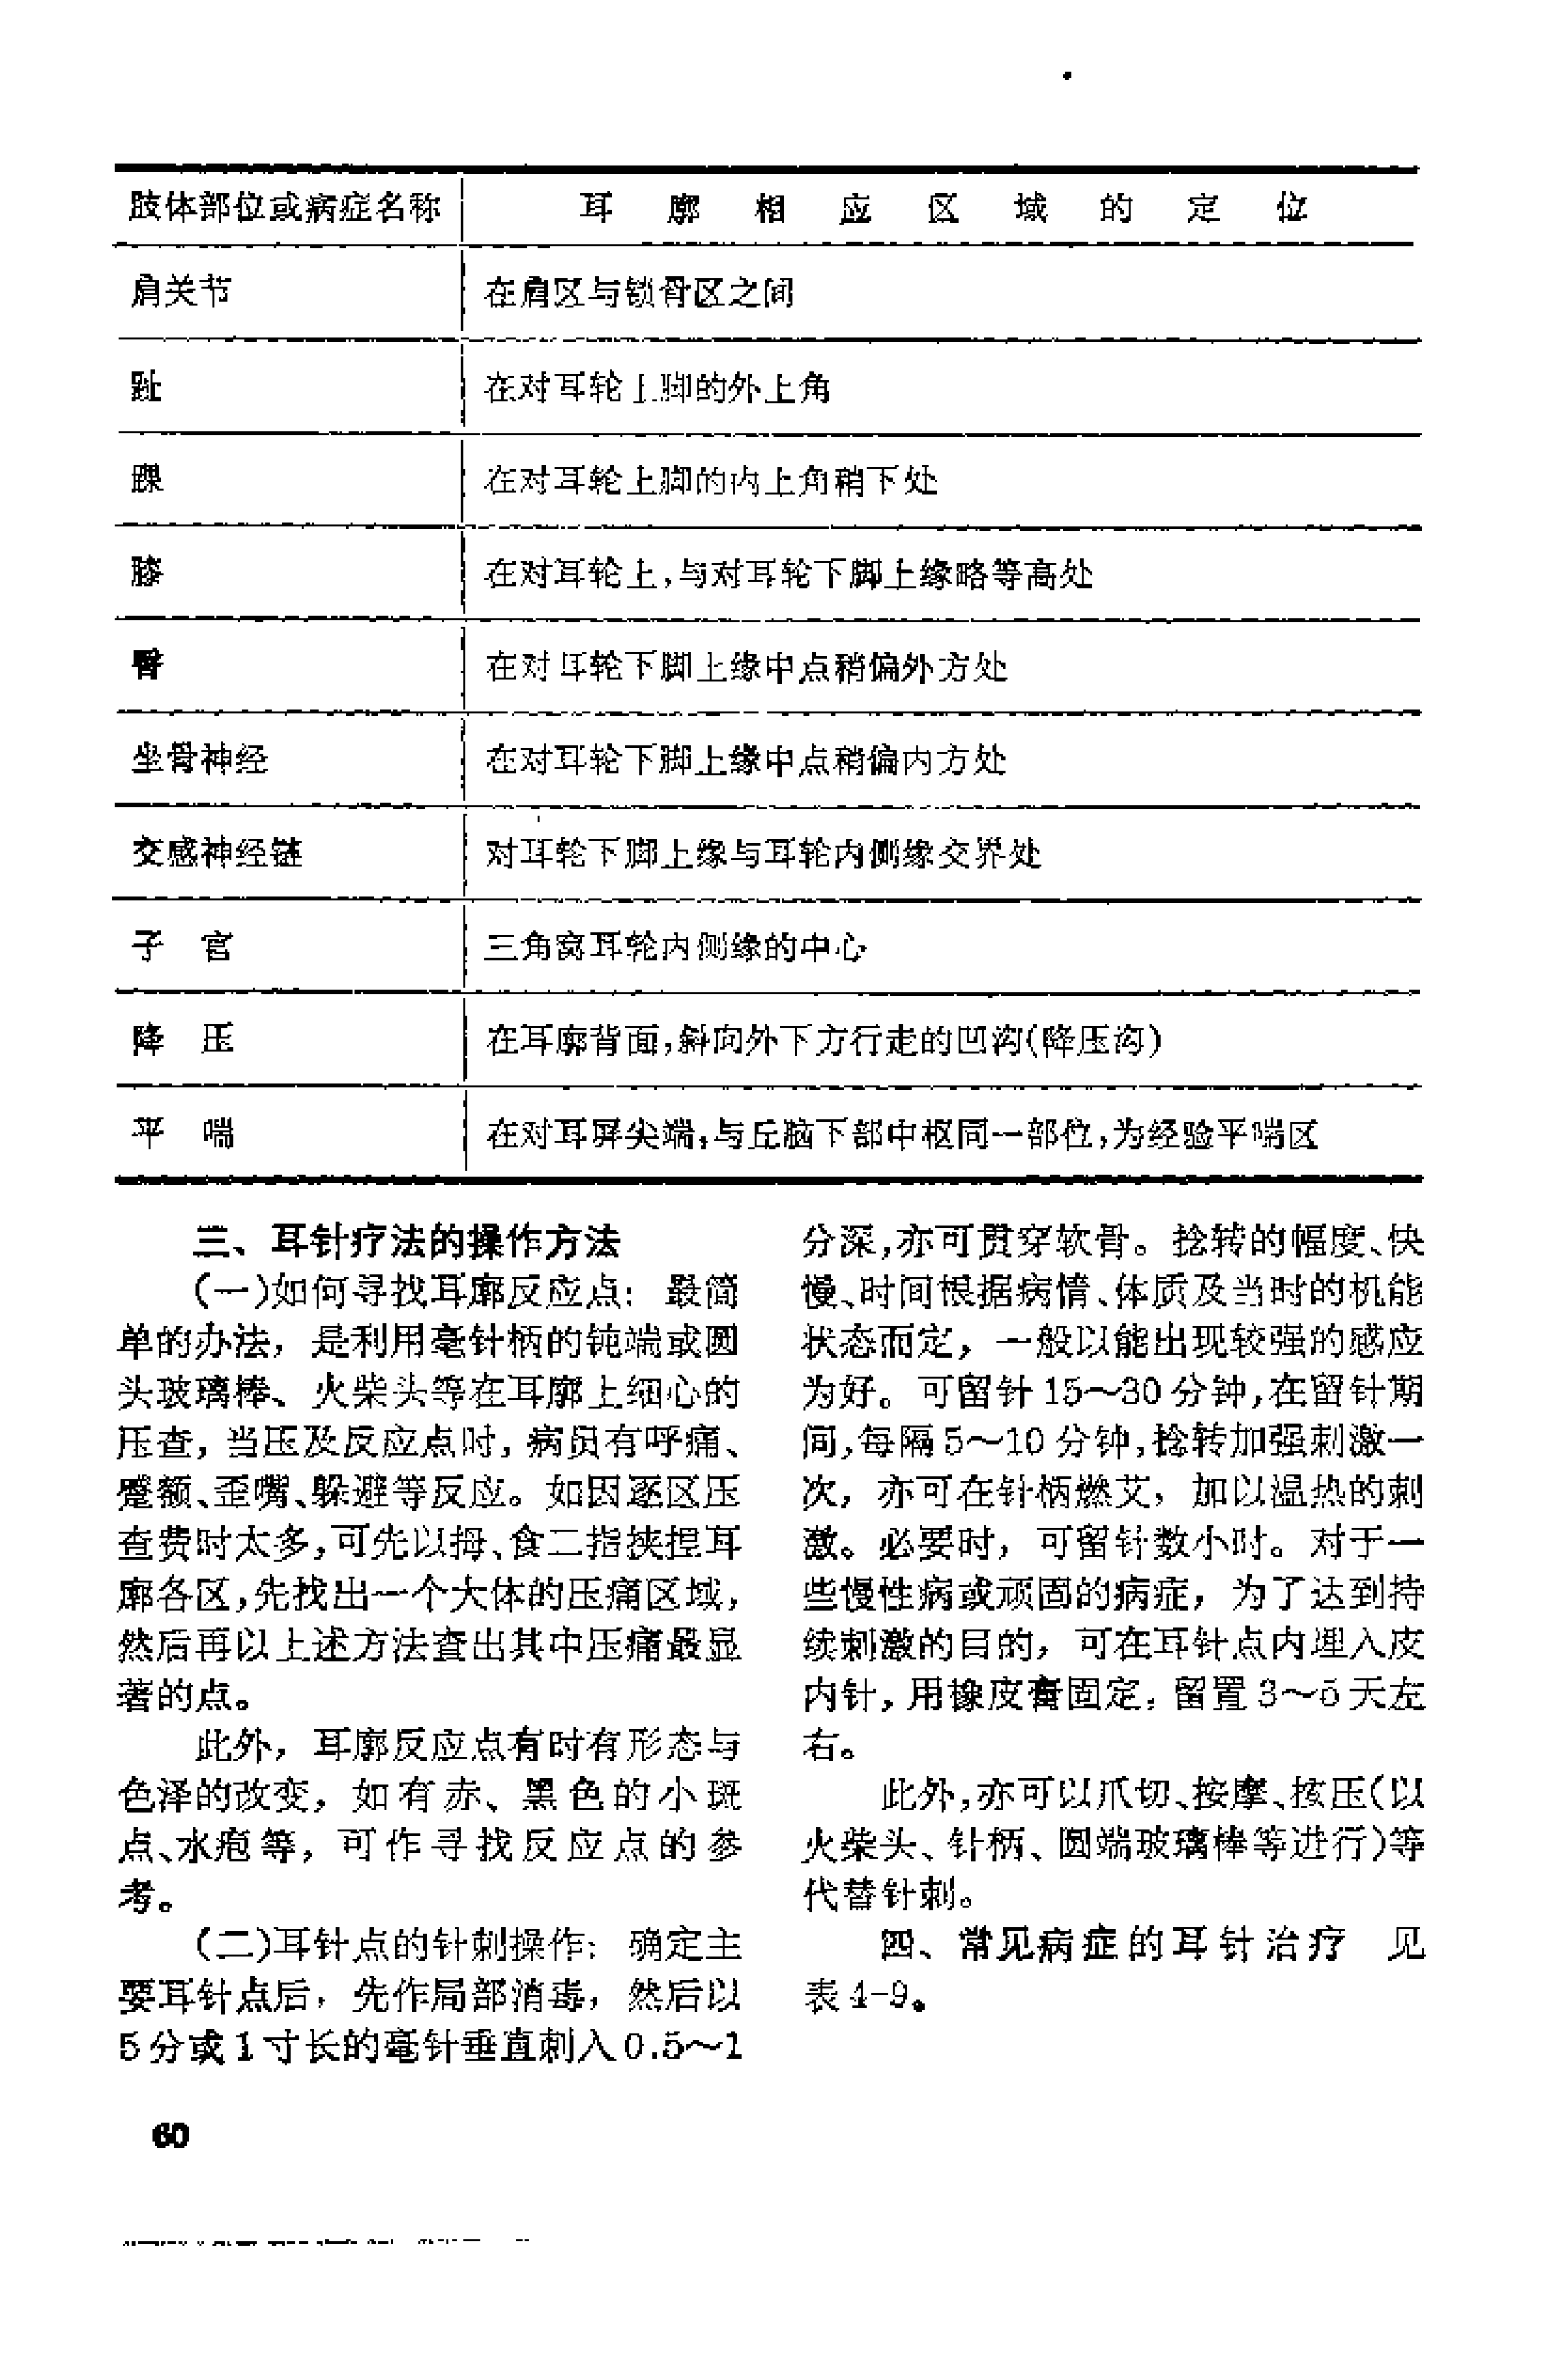 肢体部位或病症名称 耳廓相应区域的定位
肩关节 在肩区与锁骨区之间
趾 在对耳轮上脚的外上角
踝 在对耳轮上脚的内上角稍下处
膝 在对耳轮上,与对耳轮下脚上缘略等高处
臀 在对耳轮下脚上缘中点稍偏外方处
坐骨神经 在对耳轮下脚上缘中点稍偏内方处
交感神经链 对耳轮下脚上缘与耳轮内侧缘交界处
子 宫 三角窝耳轮内侧缘的中心
降 压 在耳廓背面,斜向外下方行走的凹沟(降压沟)
平 喘 在对耳屏尖端,与丘脑下部中枢同一部位,为经验平喘区
三、耳针疗法的操作方法
(一)如何寻找耳廓反应点: 最简
单的办法, 是利用毫针柄的钝端或圆
头玻璃棒、火柴头等在耳廓上细心的
压查, 当压及反应点时, 病员有呼痛、
蹙额、歪嘴、躲避等反应。如因逐区压
查费时太多,可先以拇、食二指挟捏耳
廓各区,先找出一个大体的压痛区域,
然后再以上述方法查出其中压痛最显
著的点。
此外, 耳廓反应点有时有形态与
色泽的改变, 如有赤、黑色的小斑
点、水疱等, 可作寻找反应点的参
考。
(二)耳针点的针刺操作: 确定主
要耳针点后, 先作局部消毒, 然后以
5分或1寸长的毫针垂直刺入0.5～1
分深,亦可贯穿软骨。捻转的幅度、快
慢、时间根据病情、体质及当时的机能
状态而定, 一般以能出现较强的感应
为好。可留针15～30分钟,在留针期
间,每隔5～10分钟,捻转加强刺激一
次, 亦可在针柄燃艾, 加以温热的刺
激。必要时, 可留针数小时。对于一
些慢性病或顽固的病症, 为了达到持
续刺激的目的, 可在耳针点内埋入皮
内针, 用橡皮膏固定, 留置3～5天左
右。
此外,亦可以爪切、按摩、按压(以
火柴头、针柄、圆端玻璃棒等进行)等
代替针刺。
四、常见病症的耳针治疗 见
表4-9。
60